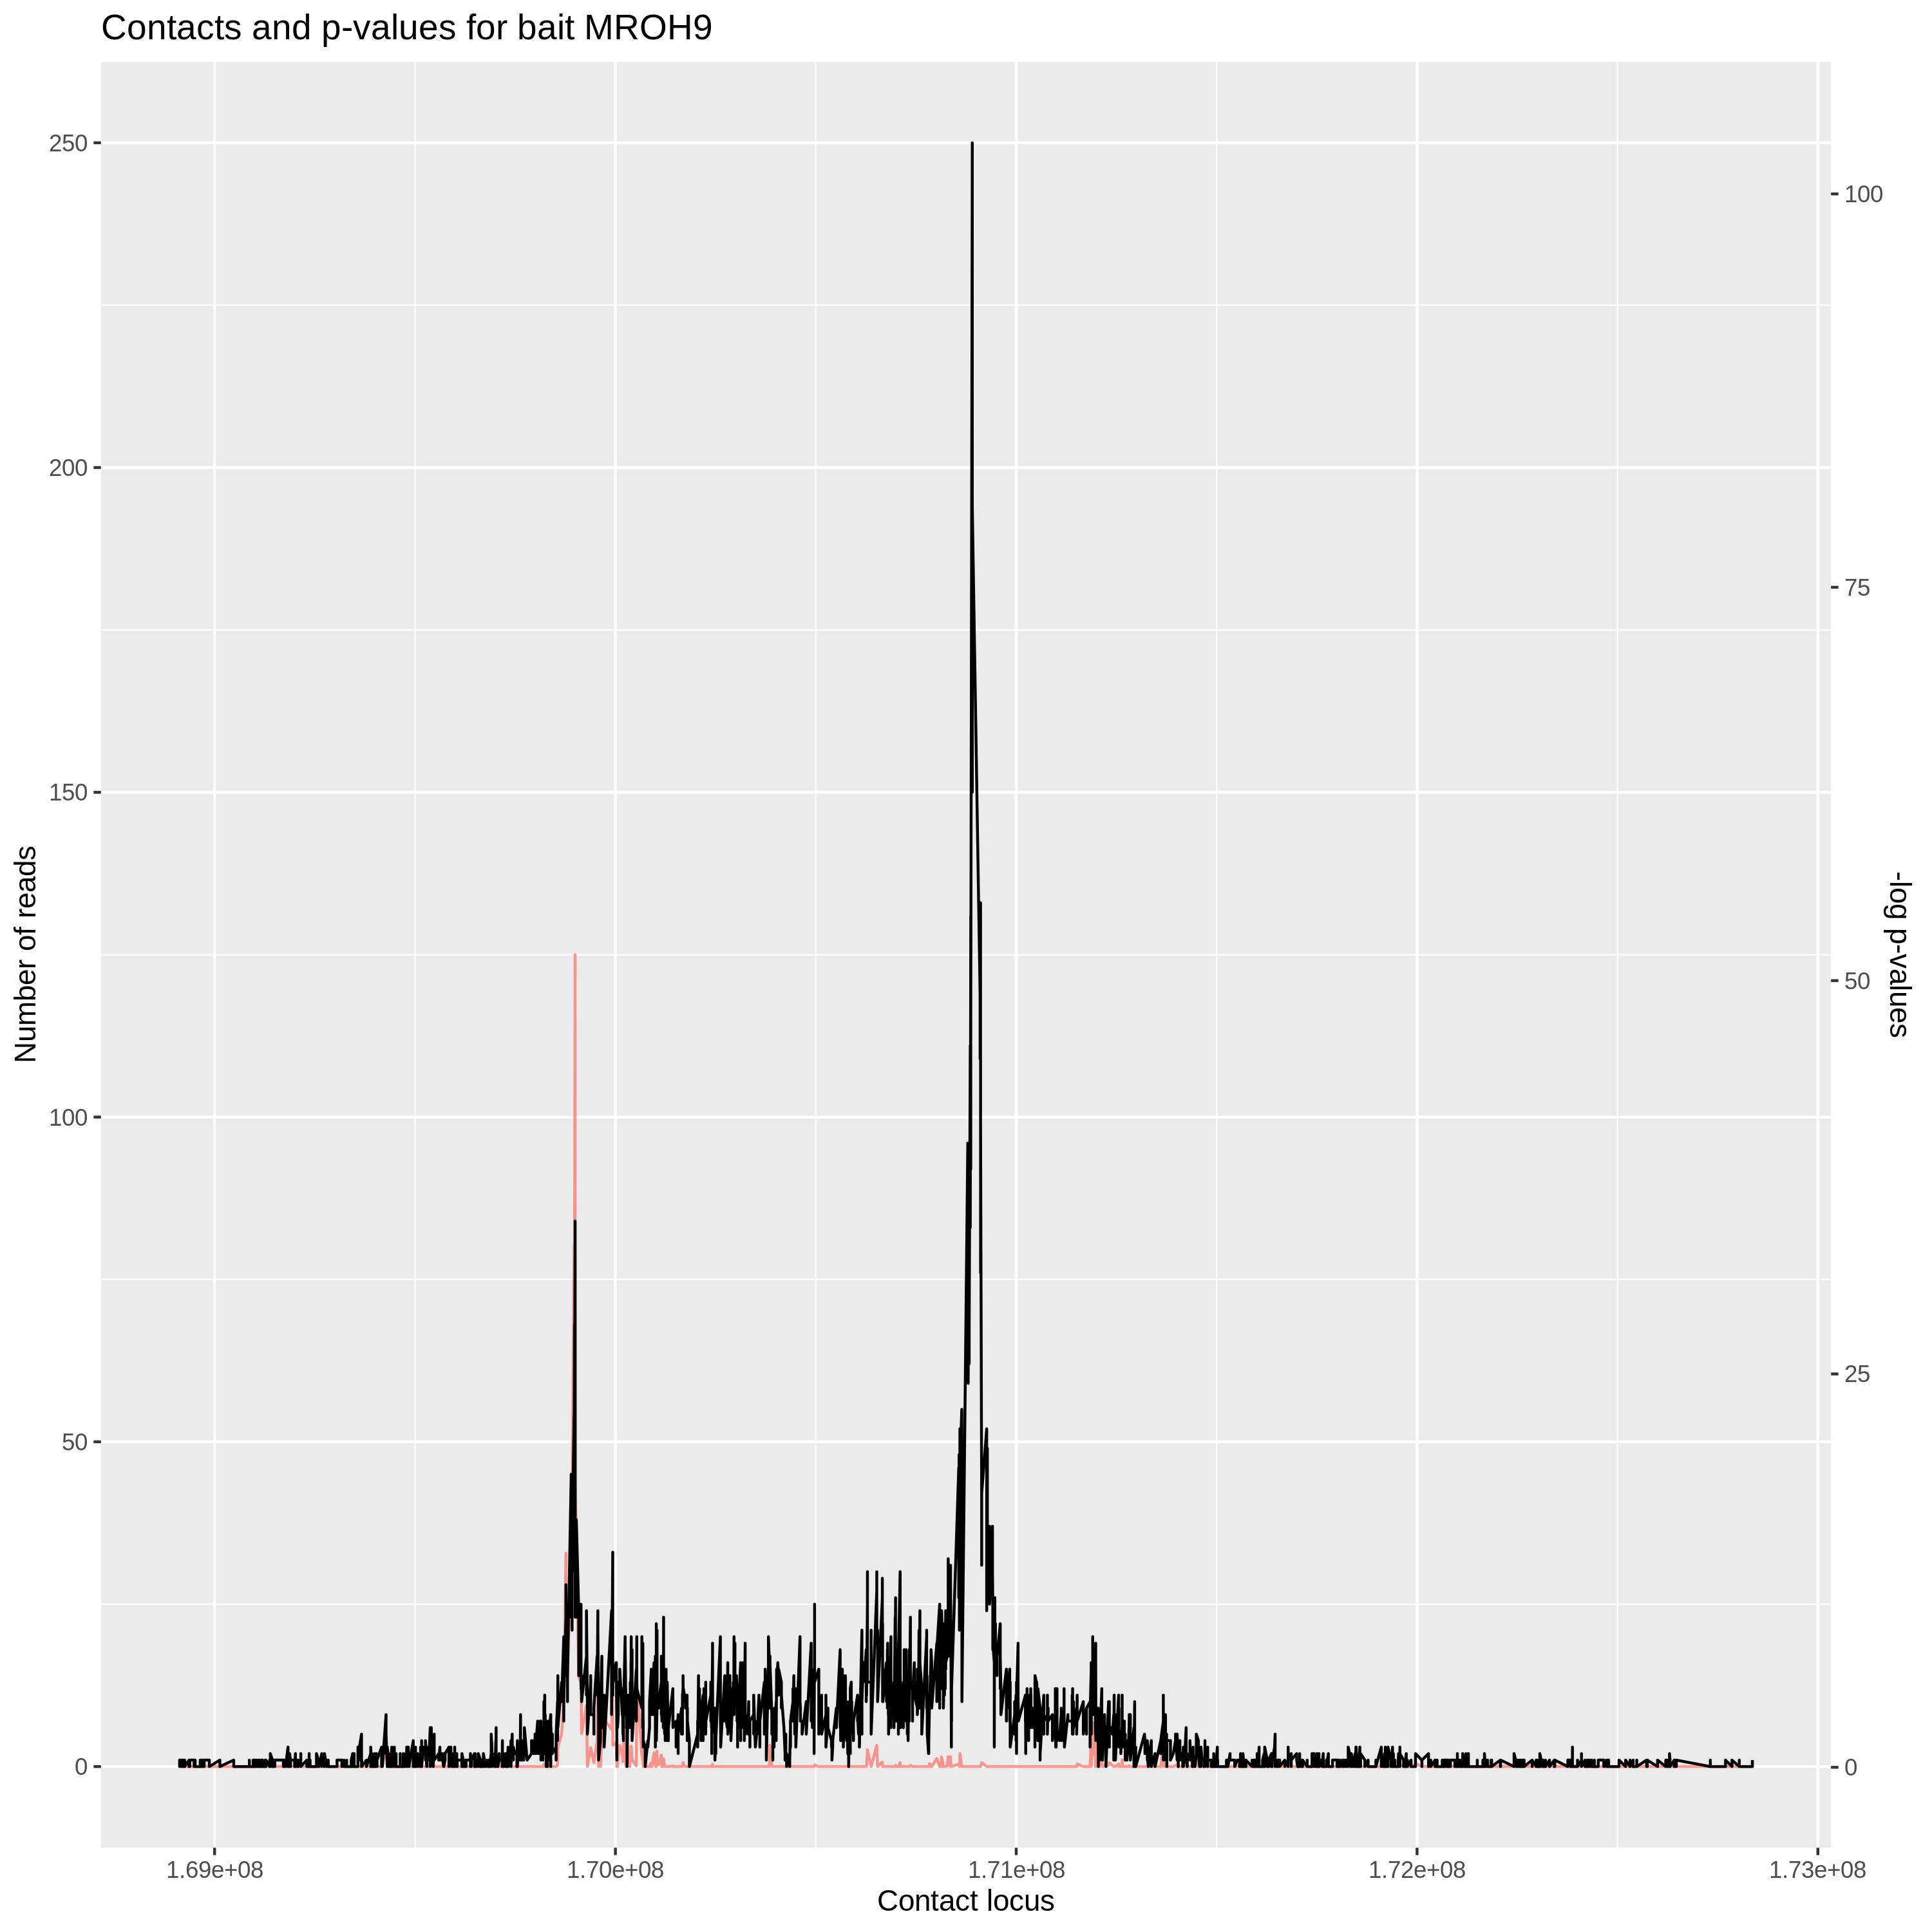 Contacts and p-values for bait MROH9
250
200
150
100
50
0
Number of reads
100
75
50
25
0
-log p-values
1.69e+08
1.70e+08
1.71e+08
1.72e+08
1.73e+08
Contact locus